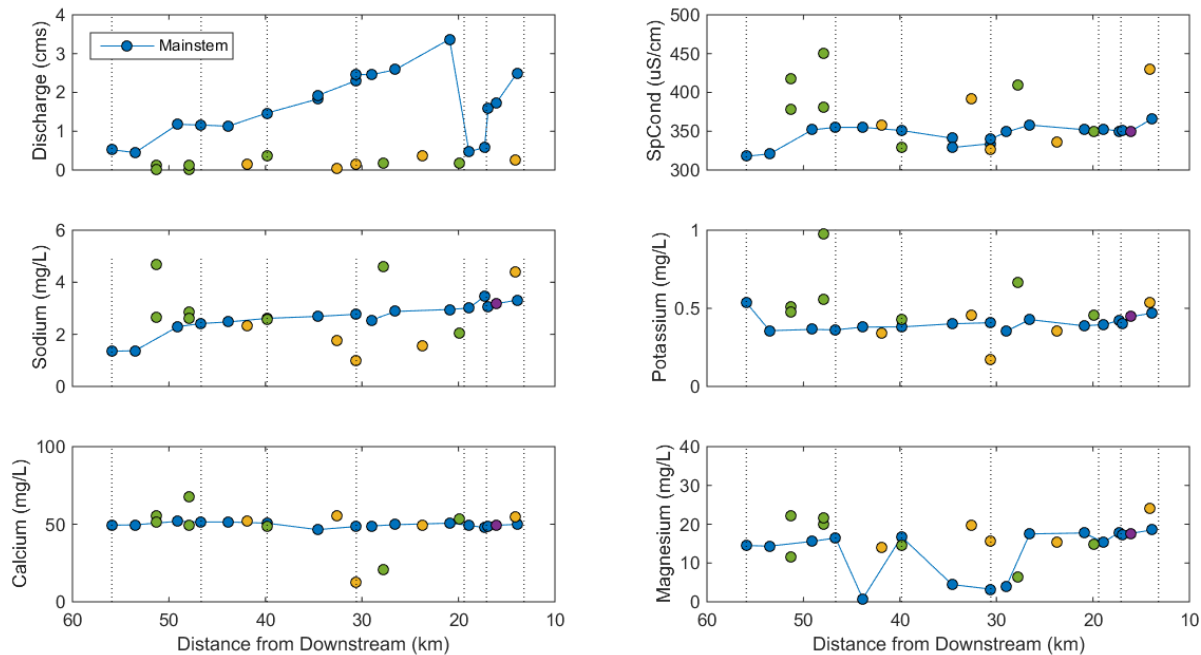 4
3
2
1
0
Discharge (cms)
Mainstem
500
450
400
350
300
SpCond (uS/cm)
6
4
2
0
Sodium (mg/L)
1
0.5
0
Potassium (mg/L)
100
50
0
Calcium (mg/L)
60 50 40 30 20 10
Distance from Downstream (km)
40
30
20
10
0
Magnesium (mg/L)
60 50 40 30 20 10
Distance from Downstream (km)